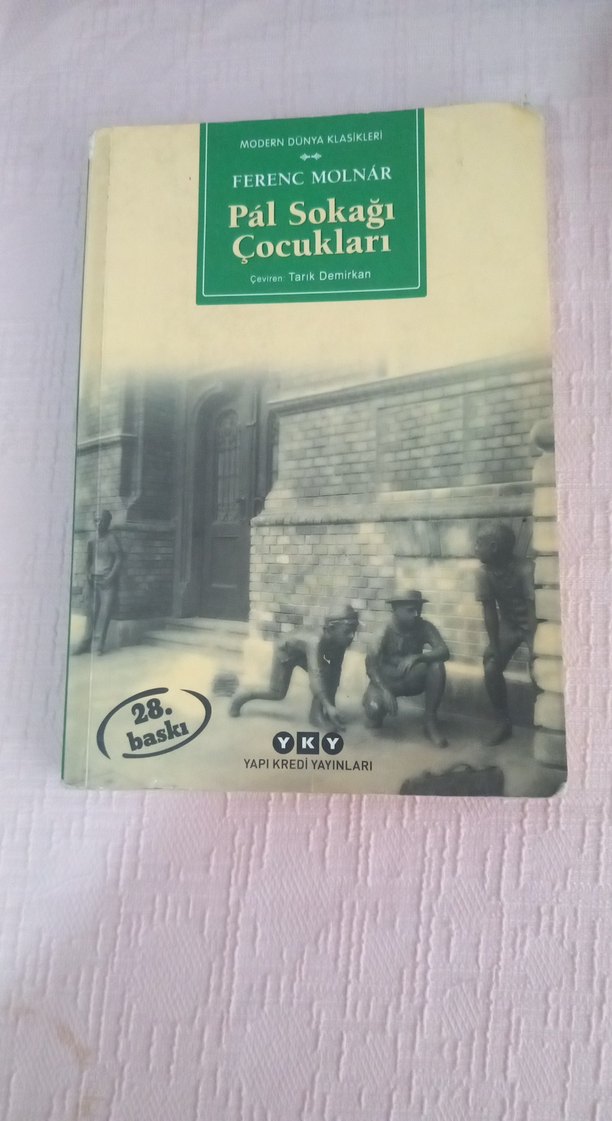 MODERN DÜNYA KLASİKLERİ
FERENC MOLNÁR
Pál Sokağı
Çocukları
Çeviren: Tarık Demirkan
28.
baskı
YKY
YAPI KREDİ YAYINLARI